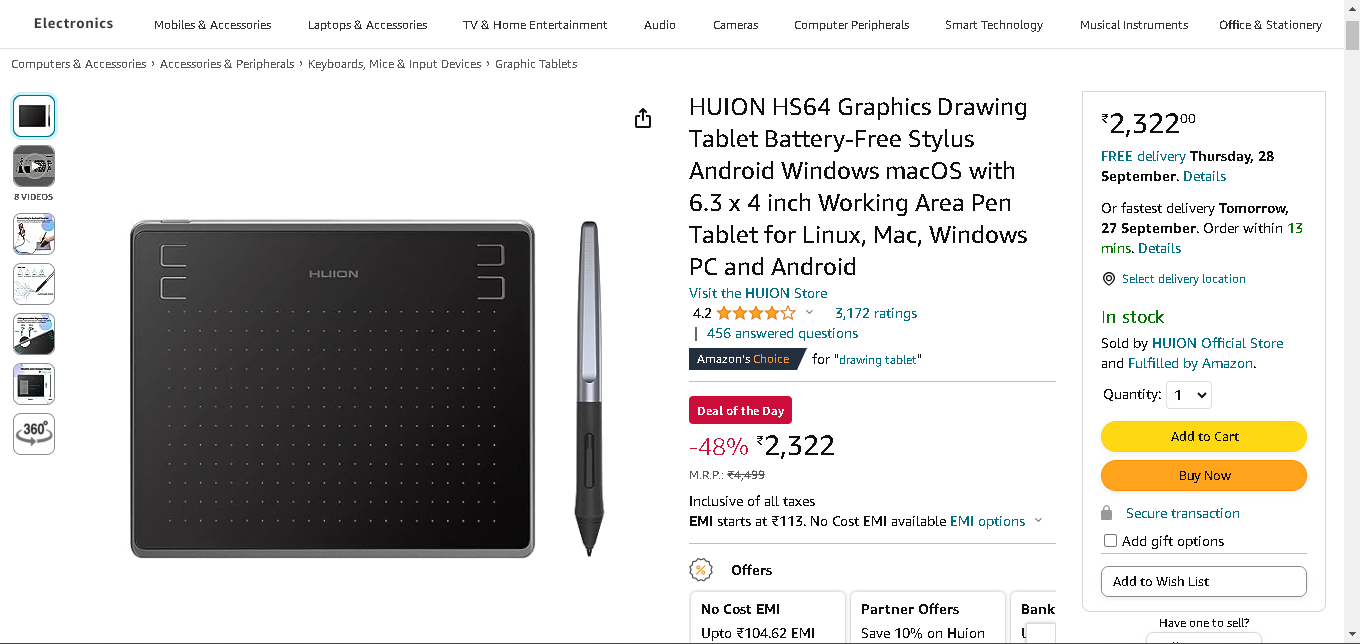 Electronics
Mobiles & Accessories
Laptops & Accessories
TV & Home Entertainment
Audio
Cameras
Computer Peripherals
Smart Technology
Musical Instruments
Office & Stationery
Computers & Accessories › Accessories & Peripherals › Keyboards, Mice & Input Devices › Graphic Tablets
8 VIDEOS
360°
HUION
HUION HS64 Graphics Drawing
Tablet Battery-Free Stylus
Android Windows macOS with
6.3 x 4 inch Working Area Pen
Tablet for Linux, Mac, Windows
PC and Android
Visit the HUION Store
4.2 3,172 ratings
| 456 answered questions
Amazon's Choice for "drawing tablet"
Deal of the Day
-48% ₹2,322
M.R.P.: ₹4,499
Inclusive of all taxes
EMI starts at ₹113. No Cost EMI available EMI options
Offers
No Cost EMI
Upto ₹104.62 EMI
Partner Offers
Save 10% on Huion
Bank
₹2,32200
FREE delivery Thursday, 28
September. Details
Or fastest delivery Tomorrow,
27 September. Order within 13
mins. Details
Select delivery location
In stock
Sold by HUION Official Store
and Fulfilled by Amazon.
Quantity: 1
Add to Cart
Buy Now
Secure transaction
Add gift options
Add to Wish List
Have one to sell?